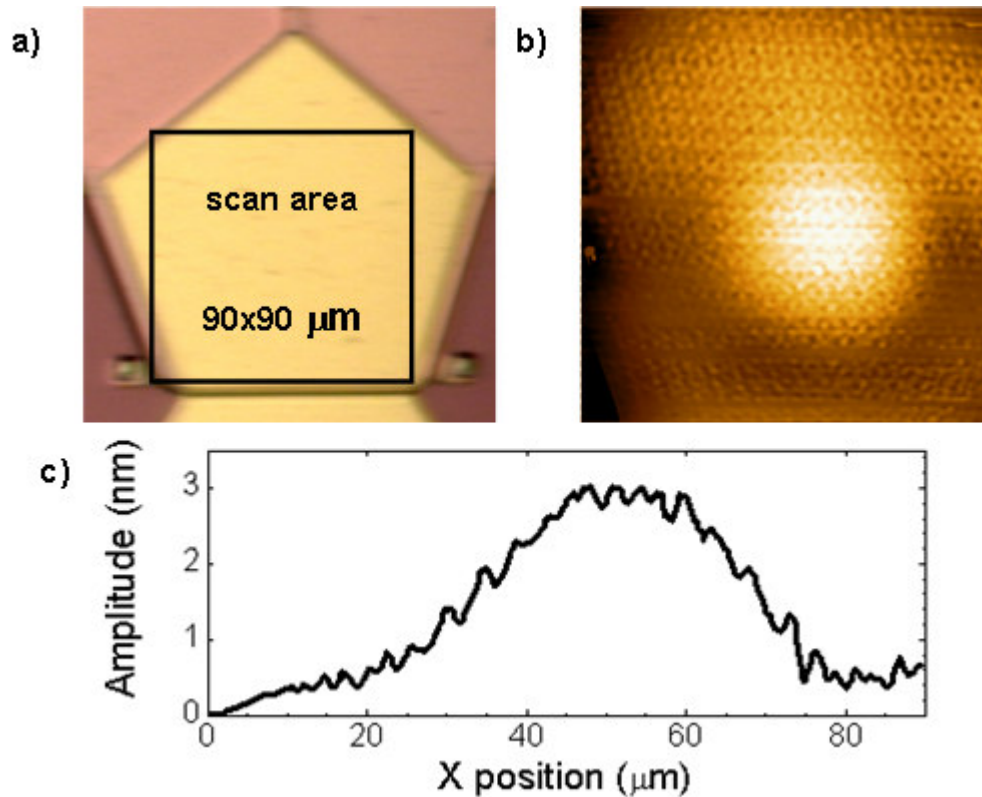 a)
scan area
90x90 μm
b)
c)
Amplitude (nm)
3
2
1
0
0 20 40 60 80
X position (μm)